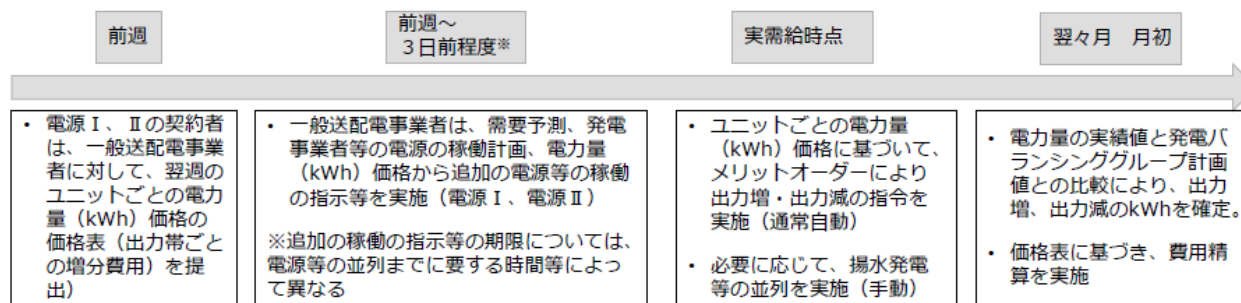 前週
前週～
３日前程度※
実需給時点
翌々月　月初
• 電源Ⅰ、Ⅱの契約者
は、一般送配電事業
者に対して、翌週の
ユニットごとの電力
量（kWh）価格の
価格表（出力帯ごと
の増分費用）を提
出）
• 一般送配電事業者は、需要予測、発電
事業者等の電源の稼働計画、電力量
（kWh）価格から追加の電源等の稼働
の指示等を実施（電源Ⅰ、電源Ⅱ）
※追加の稼働の指示等の期限については、
電源等の並列までに要する時間等によっ
て異なる
• ユニットごとの電力量
（kWh）価格に基づいて、
メリットオーダーにより
出力増・出力減の指令を
実施（通常自動）
• 必要に応じて、揚水発電
等の並列を実施（手動）
• 電力量の実績値と発電バ
ランシンググループ計画
値との比較により、出力
増、出力減のkWhを確定。
• 価格表に基づき、費用精
算を実施